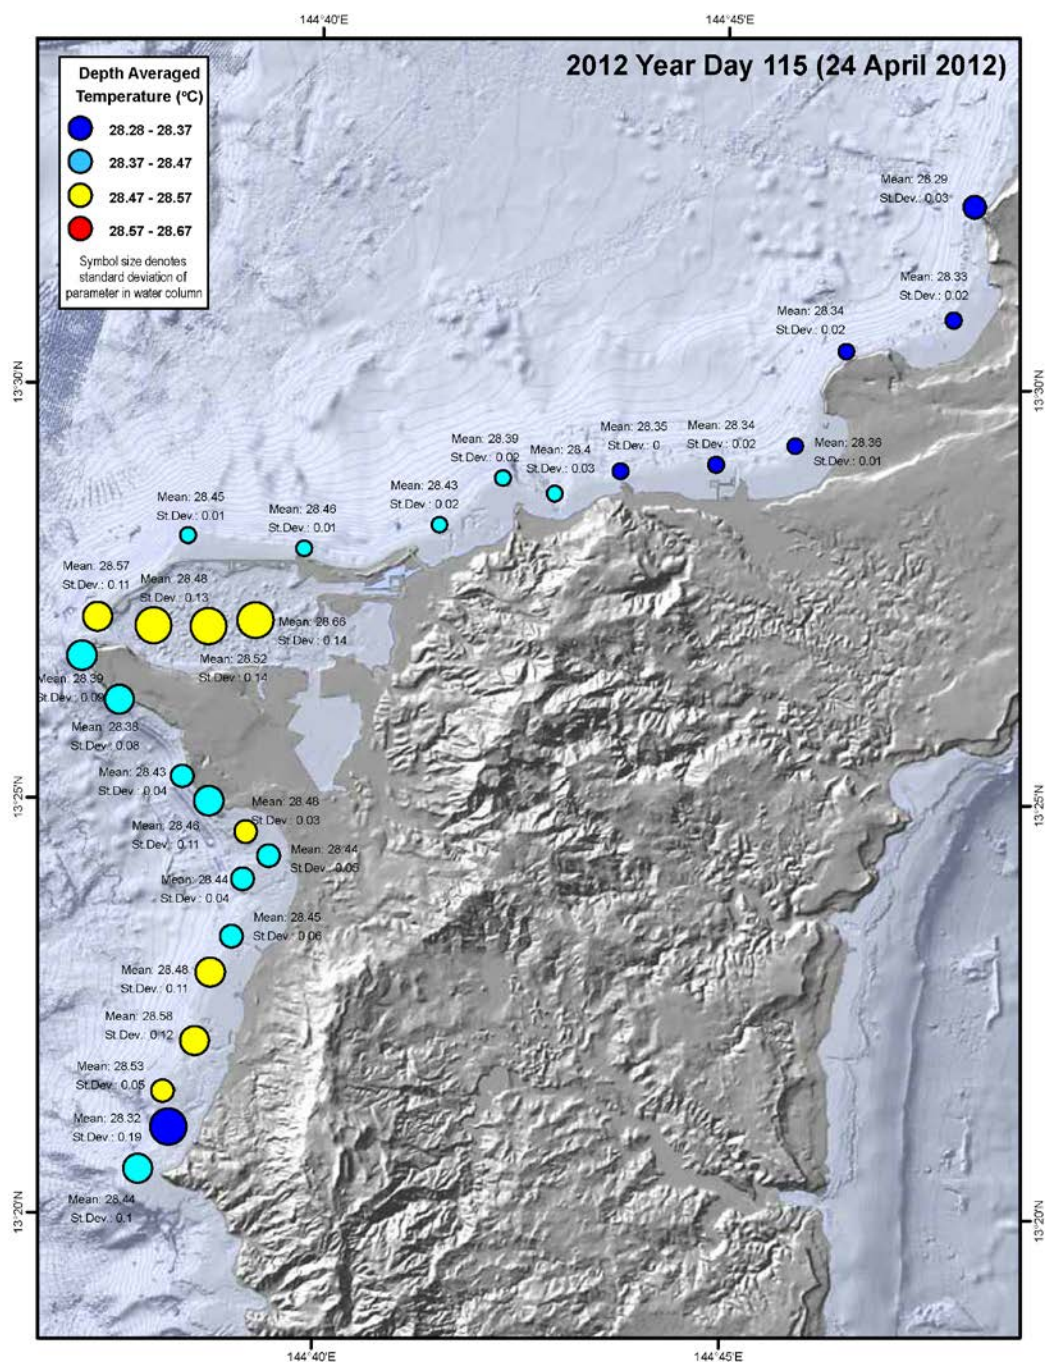 144°40'E
144°45'E
2012 Year Day 115 (24 April 2012)
Depth Averaged
Temperature (ºC)
28.28 - 28.37
28.37 - 28.47
28.47 - 28.57
28.57 - 28.67
Symbol size denotes
standard deviation of
parameter in water column
Mean: 28.29
St.Dev.: 0.03
Mean: 28.33
St.Dev.: 0.02
Mean: 28.34
St.Dev.: 0.02
13°30'N
13°30'N
Mean: 28.39
St.Dev.: 0.02
Mean: 28.4
St.Dev.: 0.03
Mean: 28.35
St.Dev.: 0
Mean: 28.34
St.Dev.: 0.02
Mean: 28.36
St.Dev.: 0.01
Mean: 28.43
St.Dev.: 0.02
Mean: 28.45
St.Dev.: 0.01
Mean: 28.46
St.Dev.: 0.01
Mean: 28.57
St.Dev.: 0.11
Mean: 28.48
St.Dev.: 0.13
Mean: 28.66
St.Dev.: 0.14
Mean: 28.52
St.Dev.: 0.14
Mean: 28.39
St.Dev.: 0.09
Mean: 28.38
St.Dev.: 0.08
Mean: 28.43
St.Dev.: 0.04
13°25'N
13°25'N
Mean: 28.48
St.Dev.: 0.03
Mean: 28.46
St.Dev.: 0.11
Mean: 28.44
St.Dev.: 0.05
Mean: 28.44
St.Dev.: 0.04
Mean: 28.45
St.Dev.: 0.06
Mean: 28.48
St.Dev.: 0.11
Mean: 28.58
St.Dev.: 0.12
Mean: 28.53
St.Dev.: 0.05
Mean: 28.32
St.Dev.: 0.19
Mean: 28.44
St.Dev.: 0.1
13°20'N
13°20'N
144°40'E
144°45'E